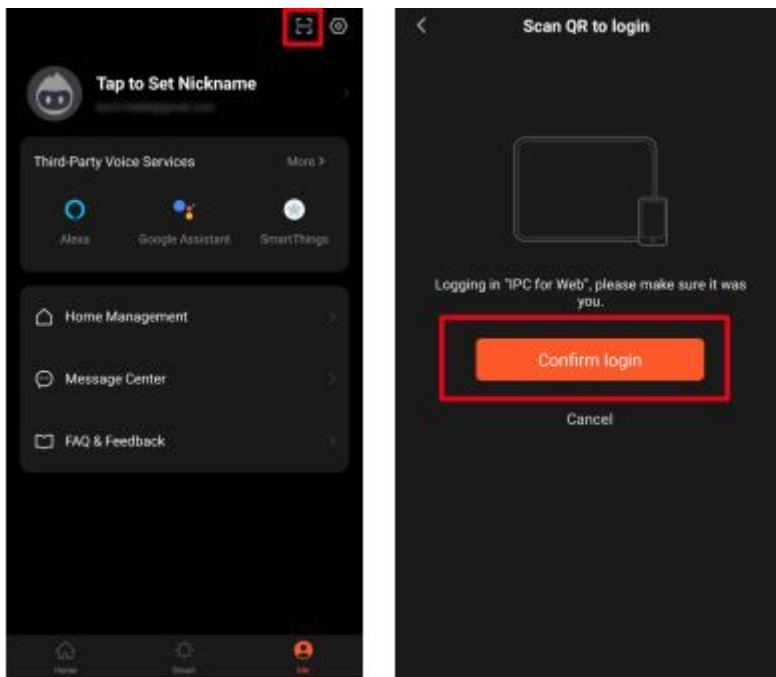 Tap to Set Nickname
Third-Party Voice Services
More >
Alexa
Google Assistant
SmartThings
Home Management
Message Center
FAQ & Feedback
Home
Smart
Me
Scan QR to login
Logging in "IPC for Web", please make sure it was
you.
Confirm login
Cancel